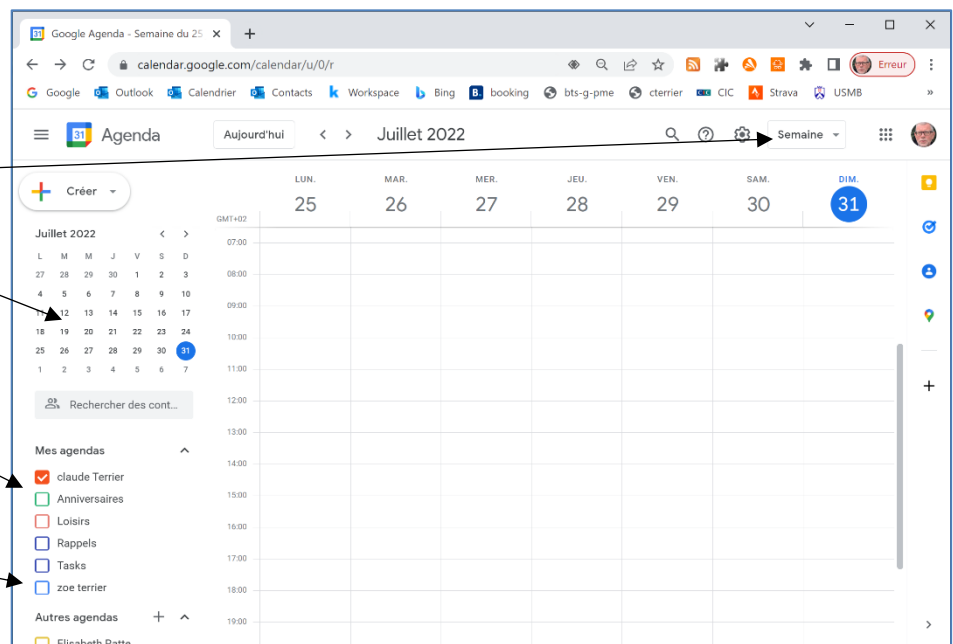 31 Google Agenda - Semaine du 25
calendar.google.com/calendar/u/0/r
Erreur
Google Outlook Calendrier Contacts Workspace Bing B. booking bts-g-pme cterrier CIC Strava USMB »
31 Agenda Aujourd'hui < > Juillet 2022 Semaine
Créer
LUN. MAR. MER. JEU. VEN. SAM. DIM.
25 26 27 28 29 30 31
GMT+02
Juillet 2022 < >
L M M J V S D
27 28 29 30 1 2 3
4 5 6 7 8 9 10
11 12 13 14 15 16 17
18 19 20 21 22 23 24
25 26 27 28 29 30 31
1 2 3 4 5 6 7
Rechercher des cont...
Mes agendas
claude Terrier
Anniversaires
Loisirs
Rappels
Tasks
zoe terrier
Autres agendas +
Elisabeth Ratte
07:00
08:00
09:00
10:00
11:00
12:00
13:00
14:00
15:00
16:00
17:00
18:00
19:00